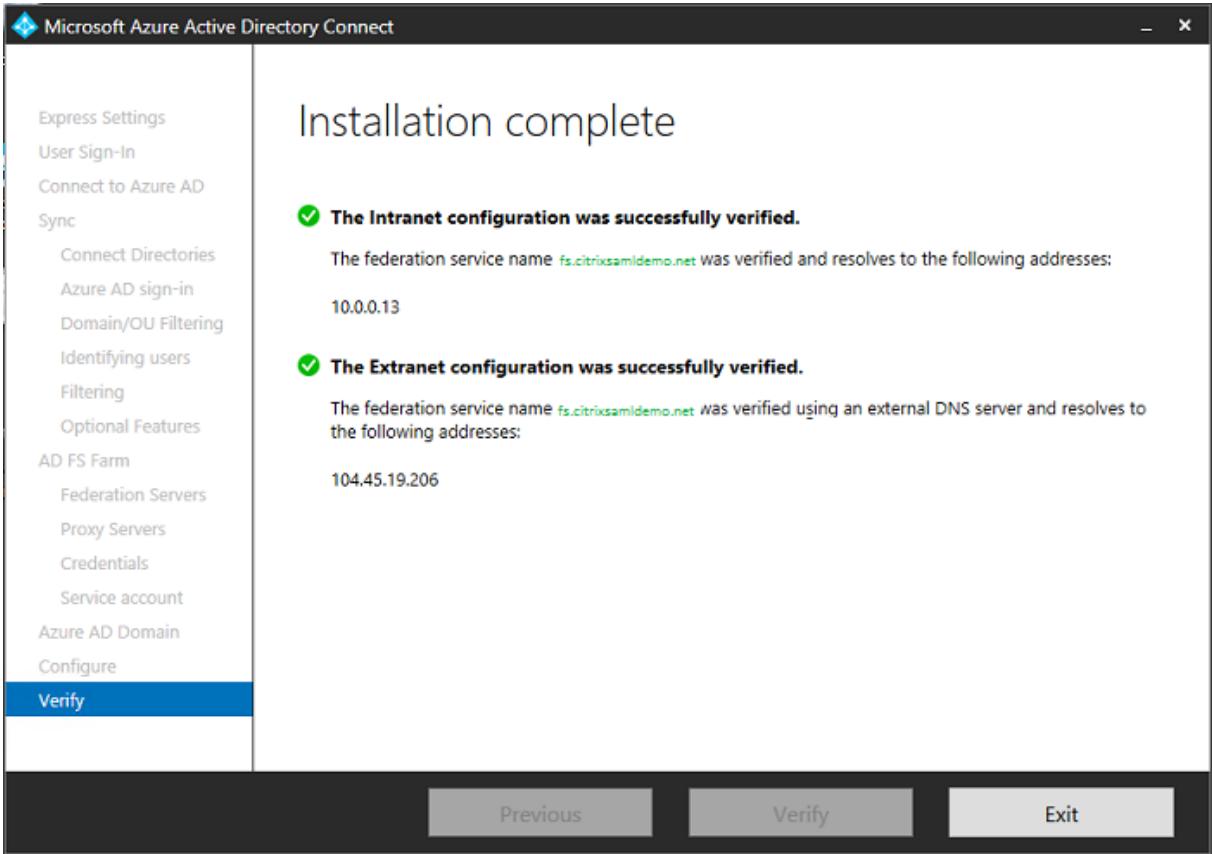 Microsoft Azure Active Directory Connect
Express Settings
User Sign-In
Connect to Azure AD
Sync
Connect Directories
Azure AD sign-in
Domain/OU Filtering
Identifying users
Filtering
Optional Features
AD FS Farm
Federation Servers
Proxy Servers
Credentials
Service account
Azure AD Domain
Configure
Verify
Installation complete
The Intranet configuration was successfully verified.
The federation service name fs.citrixsamldemo.net was verified and resolves to the following addresses:
10.0.0.13
The Extranet configuration was successfully verified.
The federation service name fs.citrixsamldemo.net was verified using an external DNS server and resolves to
the following addresses:
104.45.19.206
Previous
Verify
Exit